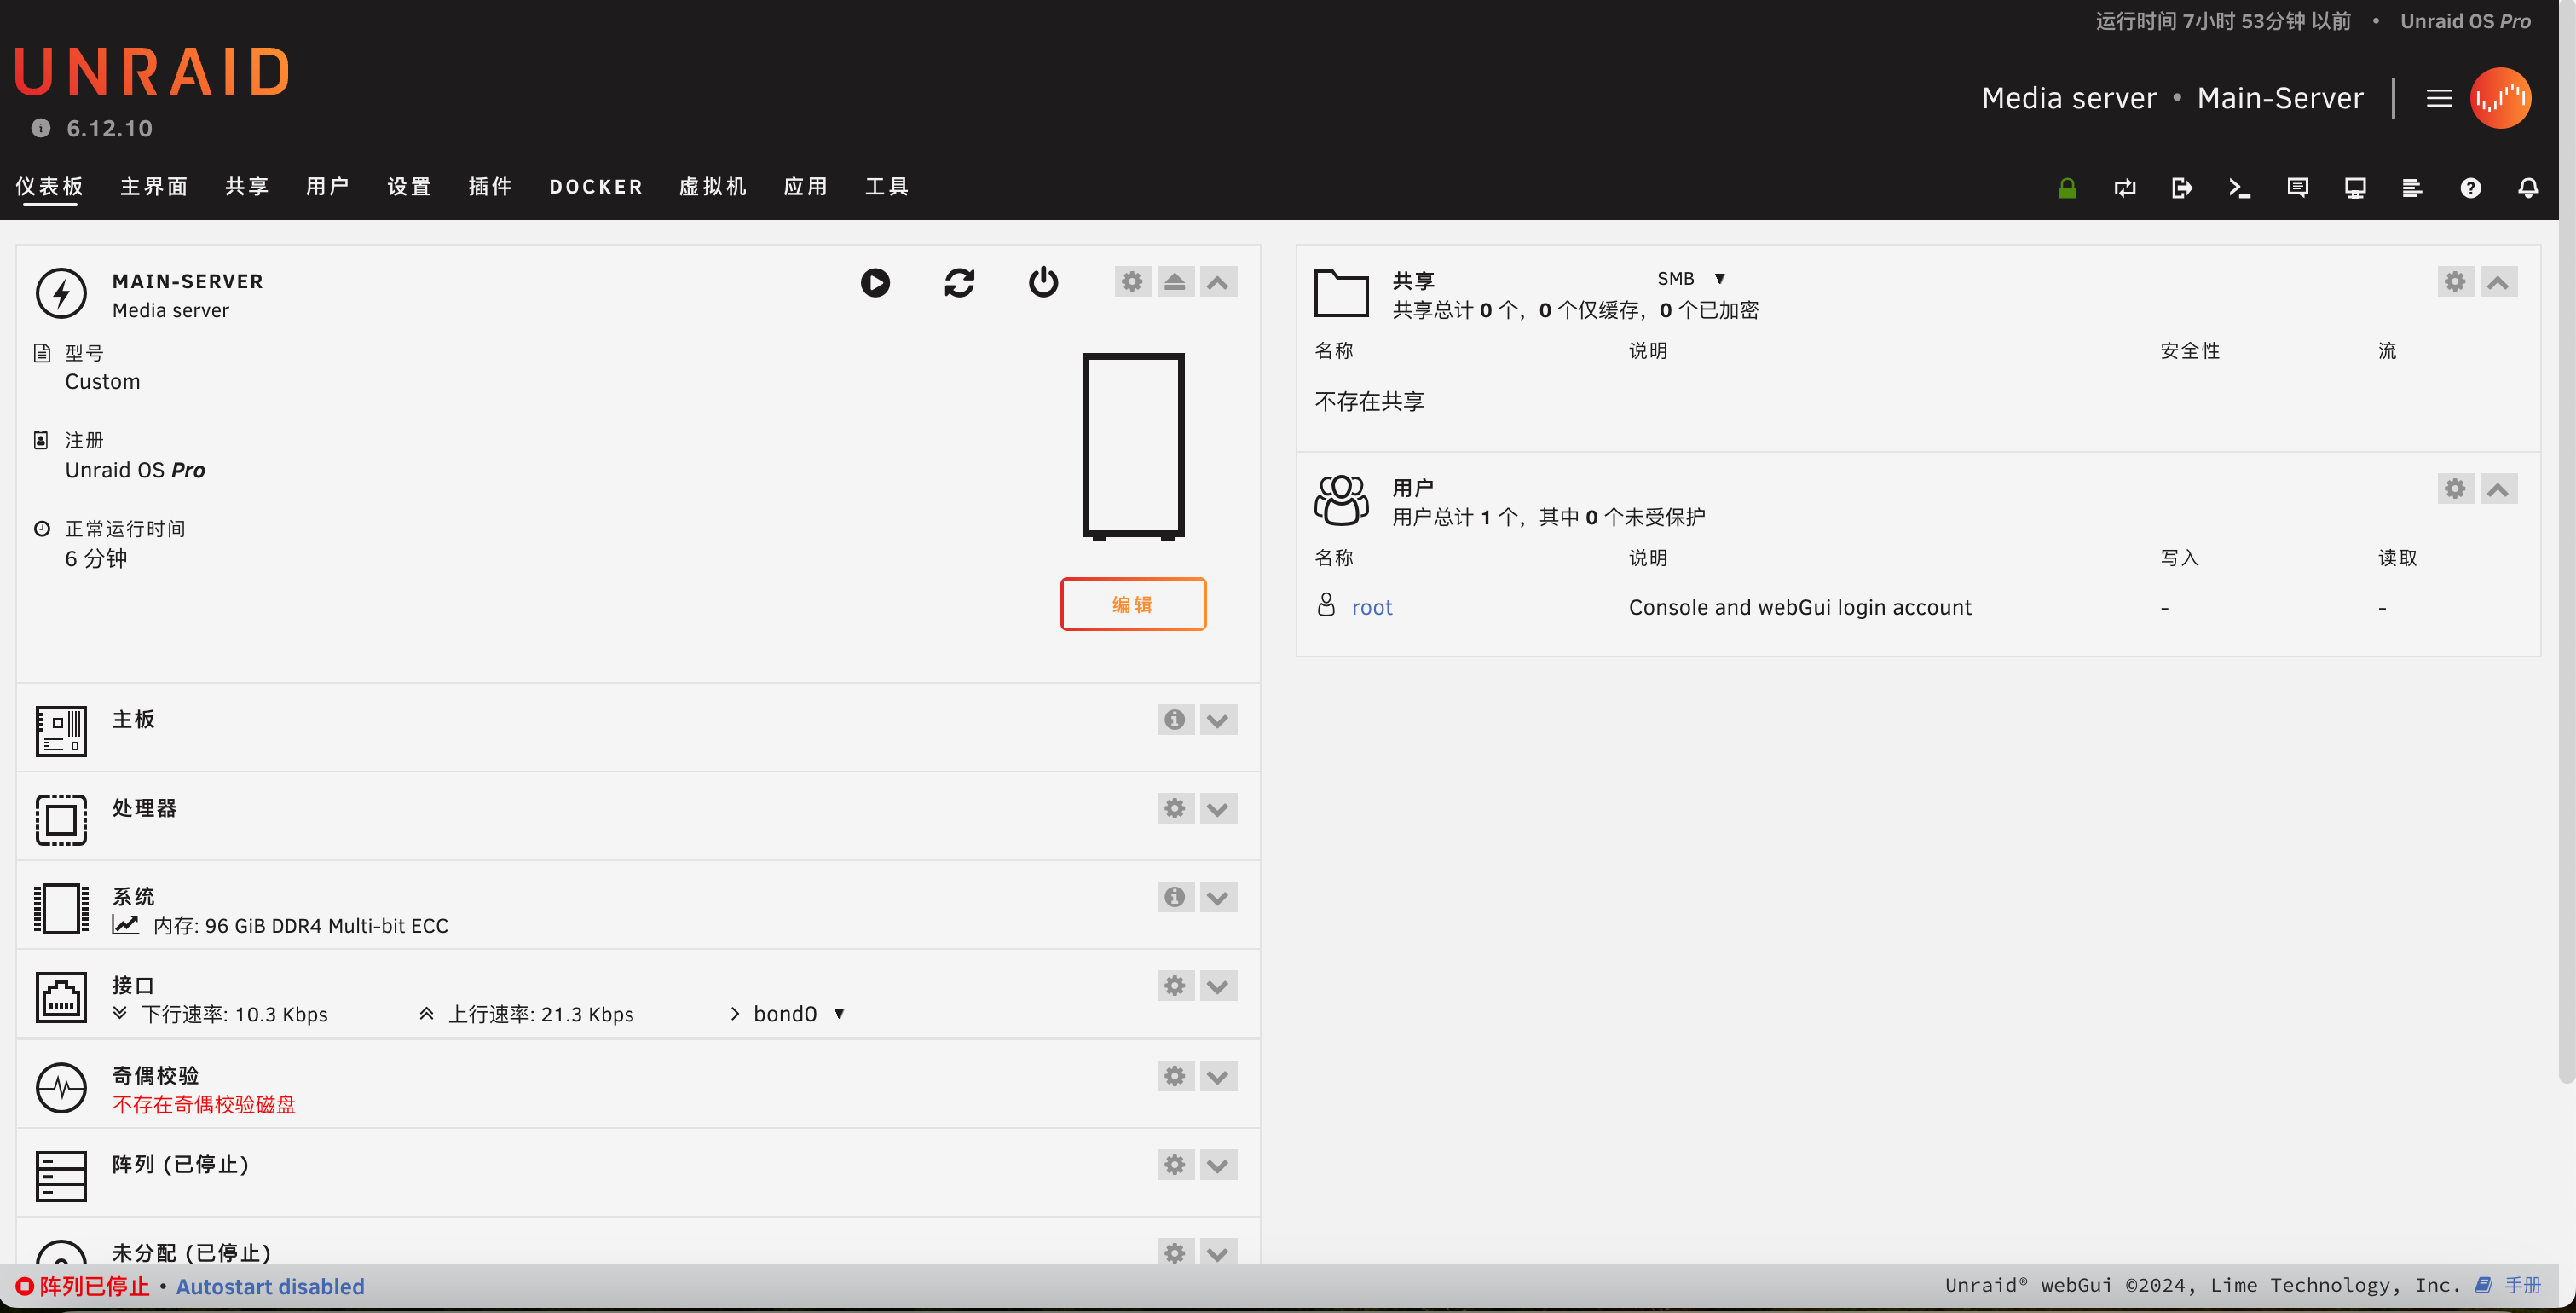 运行时间 7小时 53分钟 以前 • Unraid OS Pro
UNRAID
6.12.10
Media server • Main-Server
仪表板 主界面 共享 用户 设置 插件 DOCKER 虚拟机 应用 工具
MAIN-SERVER
Media server
型号
Custom
注册
Unraid OS Pro
正常运行时间
6 分钟
编辑
主板
处理器
系统
内存: 96 GiB DDR4 Multi-bit ECC
接口
下行速率: 10.3 Kbps 上行速率: 21.3 Kbps bond0
奇偶校验
不存在奇偶校验磁盘
阵列 (已停止)
未分配 (已停止)
共享 SMB
共享总计 0 个，0 个仅缓存，0 个已加密
名称 说明 安全性 流
不存在共享
用户
用户总计 1 个，其中 0 个未受保护
名称 说明 写入 读取
root Console and webGui login account - -
阵列已停止 • Autostart disabled
Unraid® webGui ©2024, Lime Technology, Inc. 手册